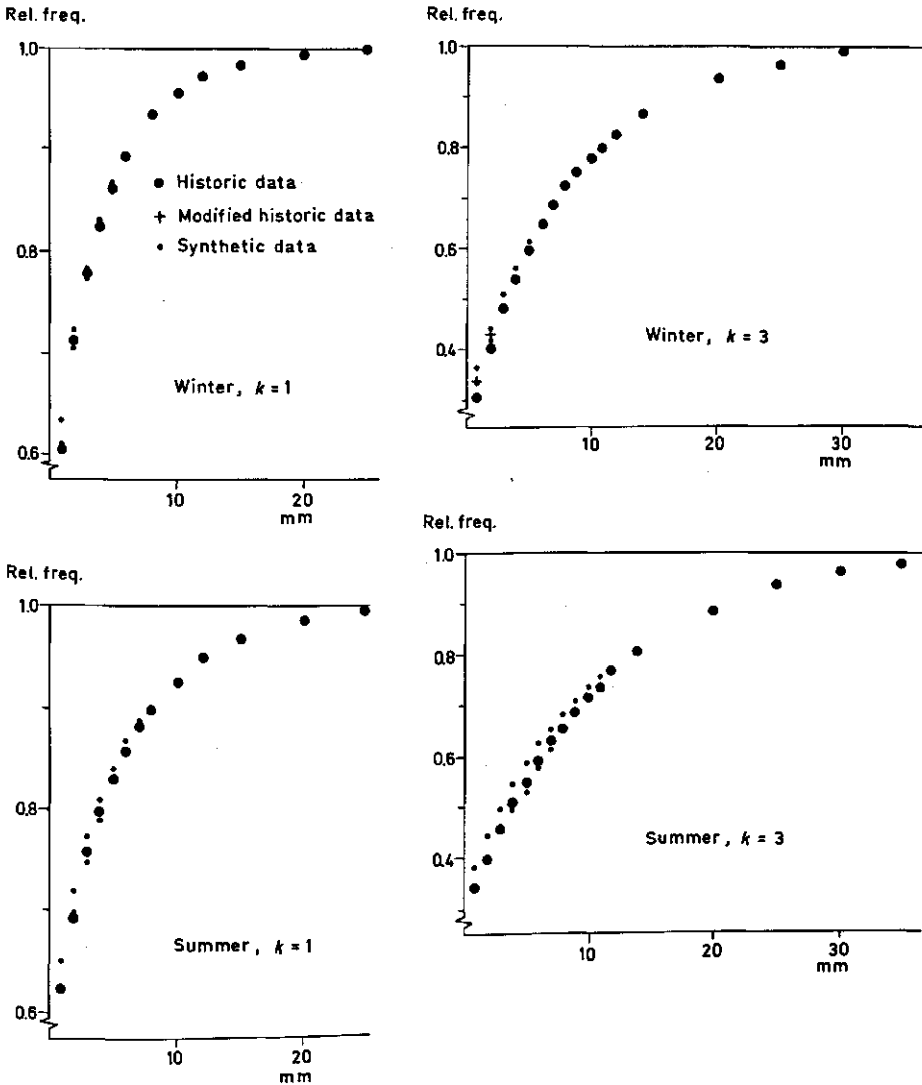 Rel. freq.
1.0
0.8
0.6
● Historic data
+ Modified historic data
• Synthetic data
Winter, k = 1
10
20
mm
Rel. freq.
1.0
0.8
0.6
0.4
Winter, k = 3
10
20
30
mm
Rel. freq.
1.0
0.8
0.6
Summer, k = 1
10
20
mm
Rel. freq.
1.0
0.8
0.6
0.4
Summer, k = 3
10
20
30
mm